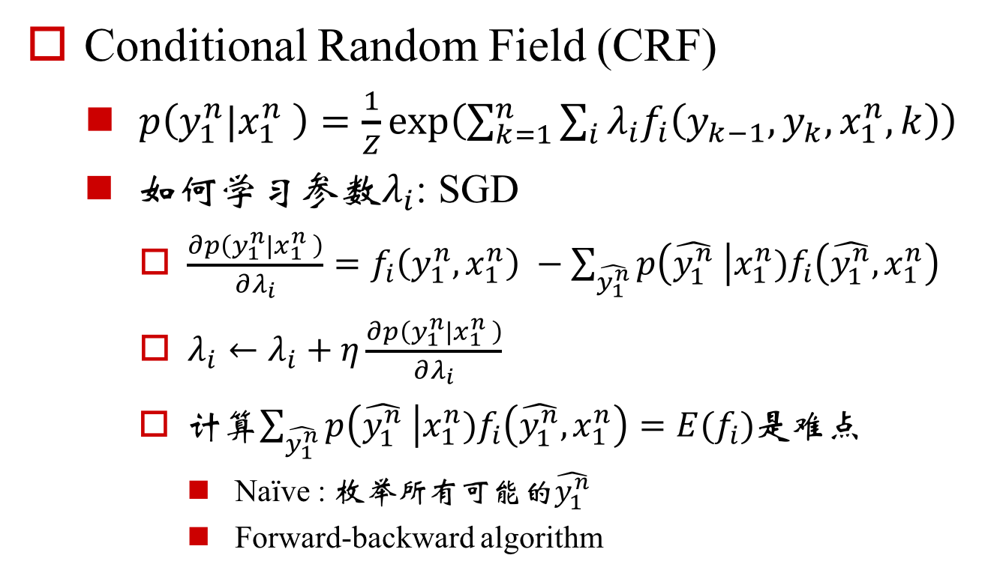 Conditional Random Field (CRF)
$p(y_1^n|x_1^n) = \frac{1}{Z}\exp(\sum_{k=1}^{n}\sum_i \lambda_i f_i(y_{k-1}, y_k, x_1^n, k))$
如何学习参数$\lambda_i$: SGD
$\frac{\partial p(y_1^n|x_1^n)}{\partial \lambda_i} = f_i(y_1^n, x_1^n) - \sum_{\widehat{y_1^n}} p(\widehat{y_1^n}|x_1^n) f_i(\widehat{y_1^n}, x_1^n)$
$\lambda_i \leftarrow \lambda_i + \eta \frac{\partial p(y_1^n|x_1^n)}{\partial \lambda_i}$
计算$\sum_{\widehat{y_1^n}} p(\widehat{y_1^n}|x_1^n) f_i(\widehat{y_1^n}, x_1^n) = E(f_i)$是难点
Naïve : 枚举所有可能的$\widehat{y_1^n}$
Forward-backward algorithm